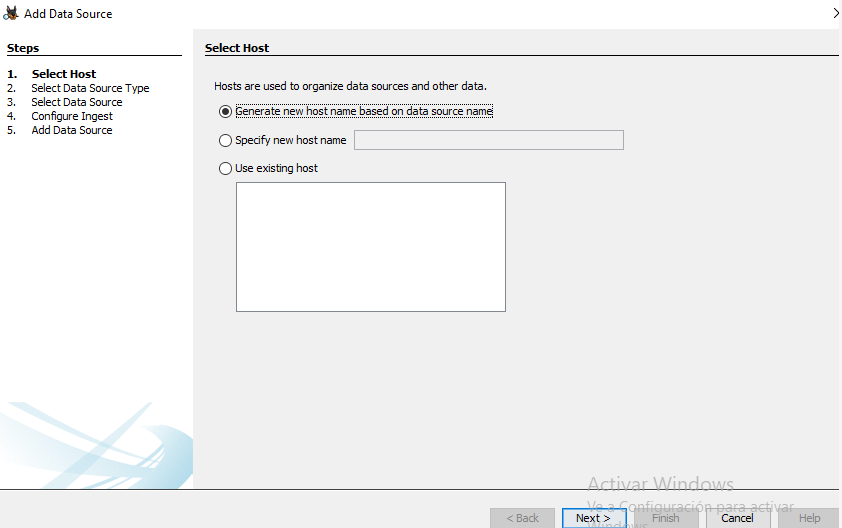 Add Data Source
Steps
1. Select Host
2. Select Data Source Type
3. Select Data Source
4. Configure Ingest
5. Add Data Source
Select Host
Hosts are used to organize data sources and other data.
Generate new host name based on data source name
Specify new host name
Use existing host
Activar Windows
Ve a Configuración para activar
Windows
< Back Next > Finish Cancel Help